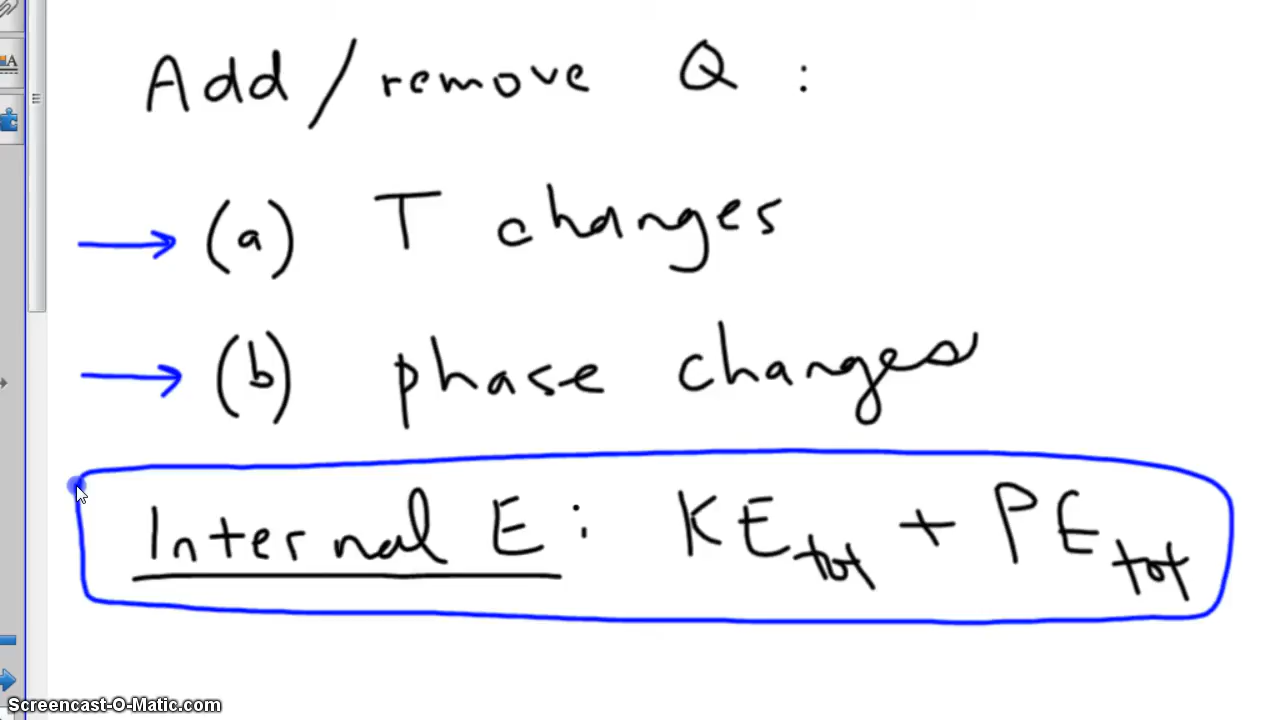 Add/remove Q :
(a) T changes
(b) phase changes
Internal E : KEtot + PEtot
Screencast-O-Matic.com